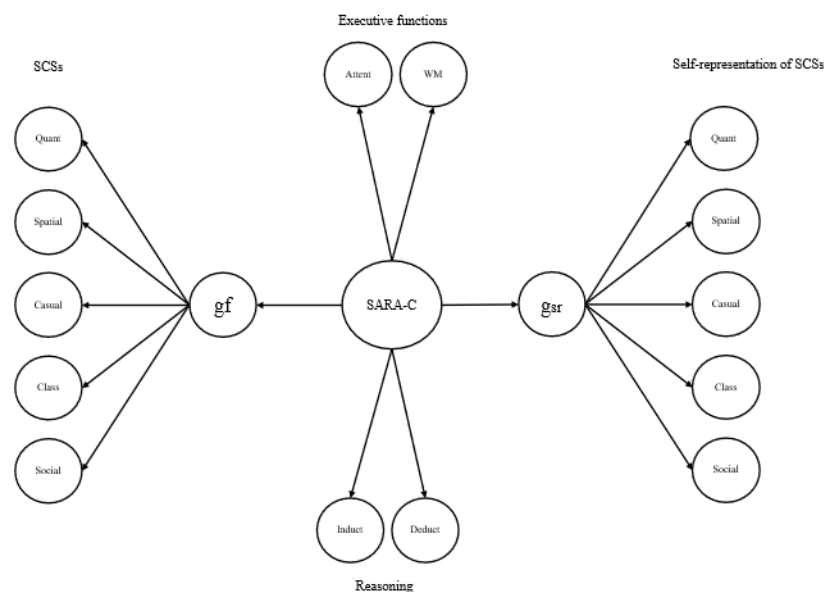 Executive functions
SCSs
Self-representation of SCSs
Attent
WM
Quant
Quant
Spatial
Spatial
Casual
gf
SARA-C
gsr
Casual
Class
Class
Social
Social
Induct
Deduct
Reasoning